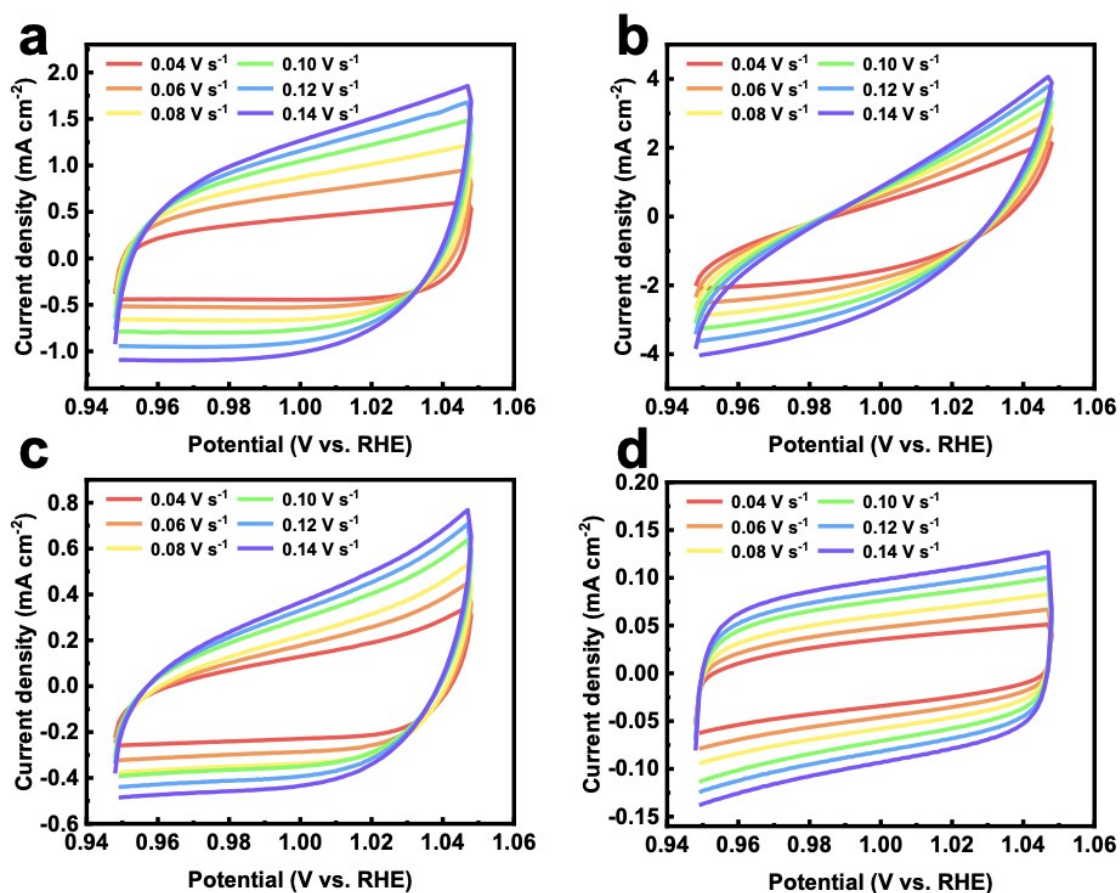 a
0.04 V s⁻¹ 0.10 V s⁻¹
0.06 V s⁻¹ 0.12 V s⁻¹
0.08 V s⁻¹ 0.14 V s⁻¹
2.0
1.5
1.0
0.5
0.0
-0.5
-1.0
Current density (mA cm⁻²)
0.94 0.96 0.98 1.00 1.02 1.04 1.06
Potential (V vs. RHE)
b
0.04 V s⁻¹ 0.10 V s⁻¹
0.06 V s⁻¹ 0.12 V s⁻¹
0.08 V s⁻¹ 0.14 V s⁻¹
4
2
0
-2
-4
Current density (mA cm⁻²)
0.94 0.96 0.98 1.00 1.02 1.04 1.06
Potential (V vs. RHE)
c
0.04 V s⁻¹ 0.10 V s⁻¹
0.06 V s⁻¹ 0.12 V s⁻¹
0.08 V s⁻¹ 0.14 V s⁻¹
0.8
0.6
0.4
0.2
0.0
-0.2
-0.4
-0.6
Current density (mA cm⁻²)
0.94 0.96 0.98 1.00 1.02 1.04 1.06
Potential (V vs. RHE)
d
0.04 V s⁻¹ 0.10 V s⁻¹
0.06 V s⁻¹ 0.12 V s⁻¹
0.08 V s⁻¹ 0.14 V s⁻¹
0.20
0.15
0.10
0.05
0.00
-0.05
-0.10
-0.15
Current density (mA cm⁻²)
0.94 0.96 0.98 1.00 1.02 1.04 1.06
Potential (V vs. RHE)